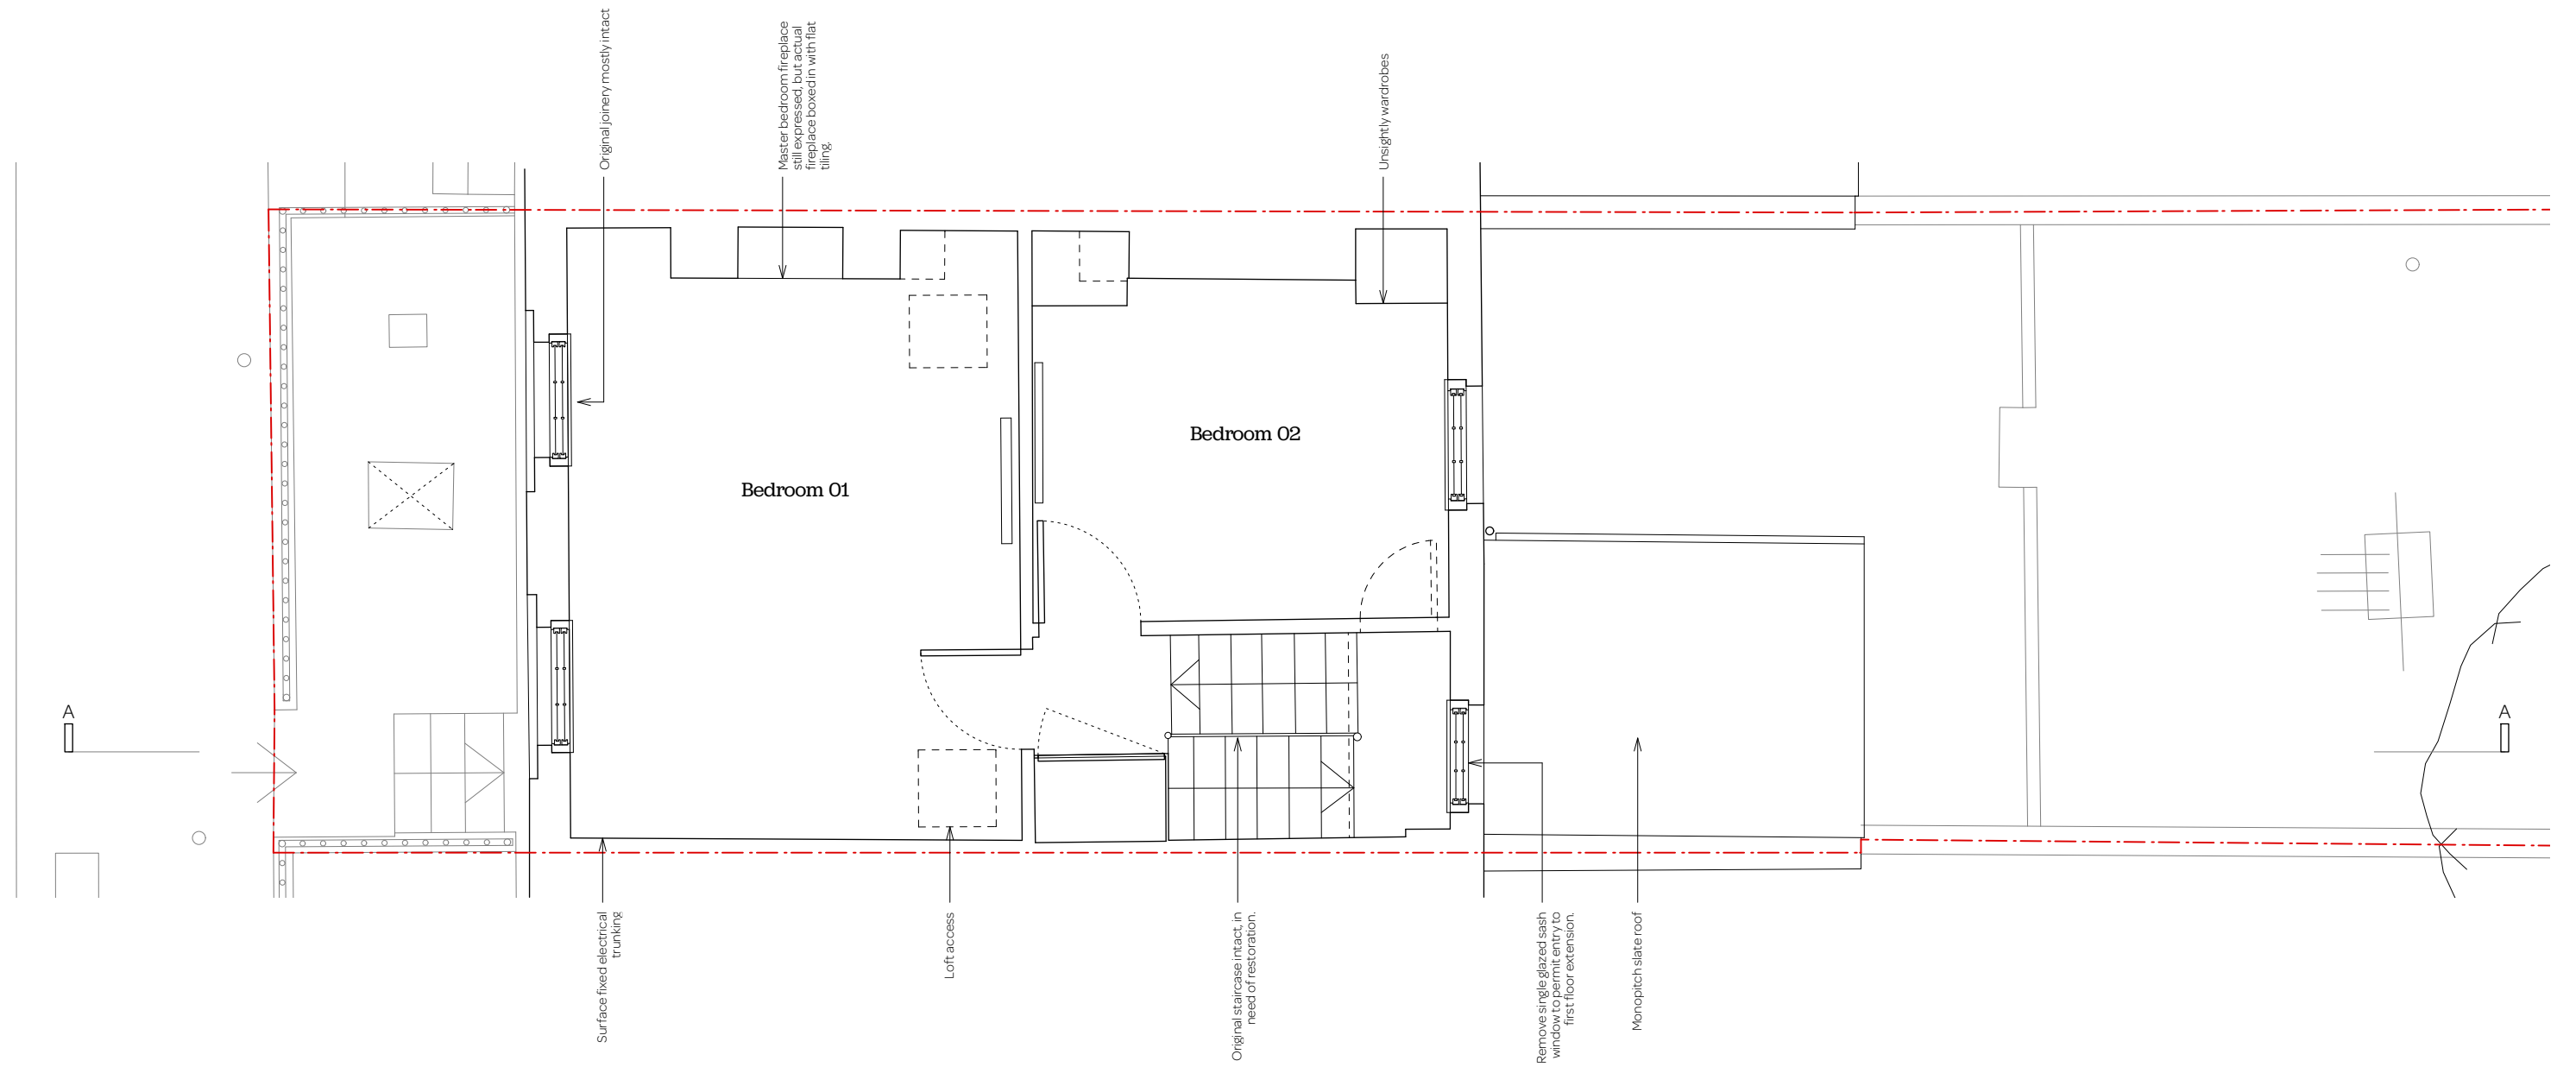 Original joinery mostly intact
Master bedroom fireplace
still expressed, but actual
fireplace boxed in with flat
tiling.
Unsightly wardrobes
Bedroom 02
Bedroom 01
A
A
Surface fixed electrical
trunking
Loft access
Original staircase intact, in
need of restoration.
Remove single glazed sash
window to permit entry to
first floor extension.
Monopitch slate roof